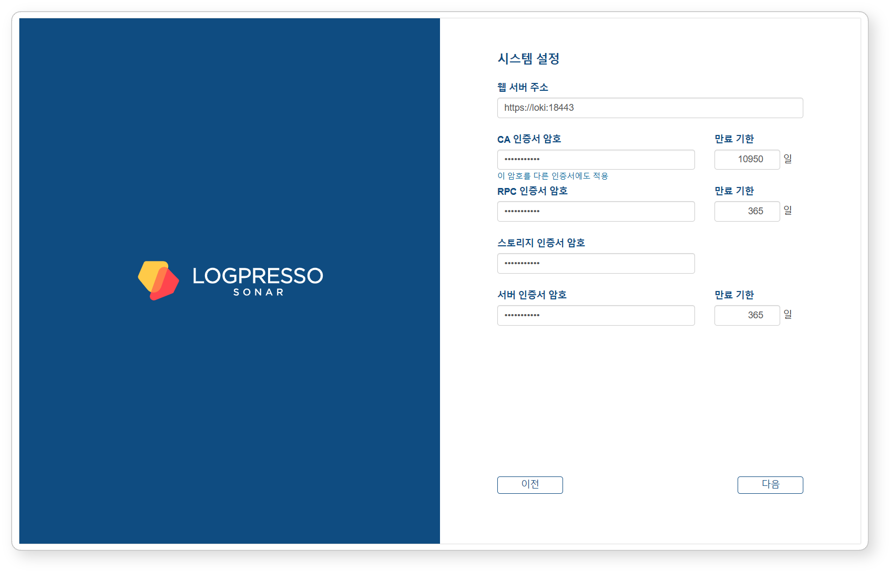 LOGPRESSO
SONAR
시스템 설정
웹 서버 주소
https://loki:18443
CA 인증서 암호 만료 기한
••••••••••• 10950 일
이 암호를 다른 인증서에도 적용
RPC 인증서 암호 만료 기한
••••••••••• 365 일
스토리지 인증서 암호
•••••••••••
서버 인증서 암호 만료 기한
••••••••••• 365 일
이전 다음